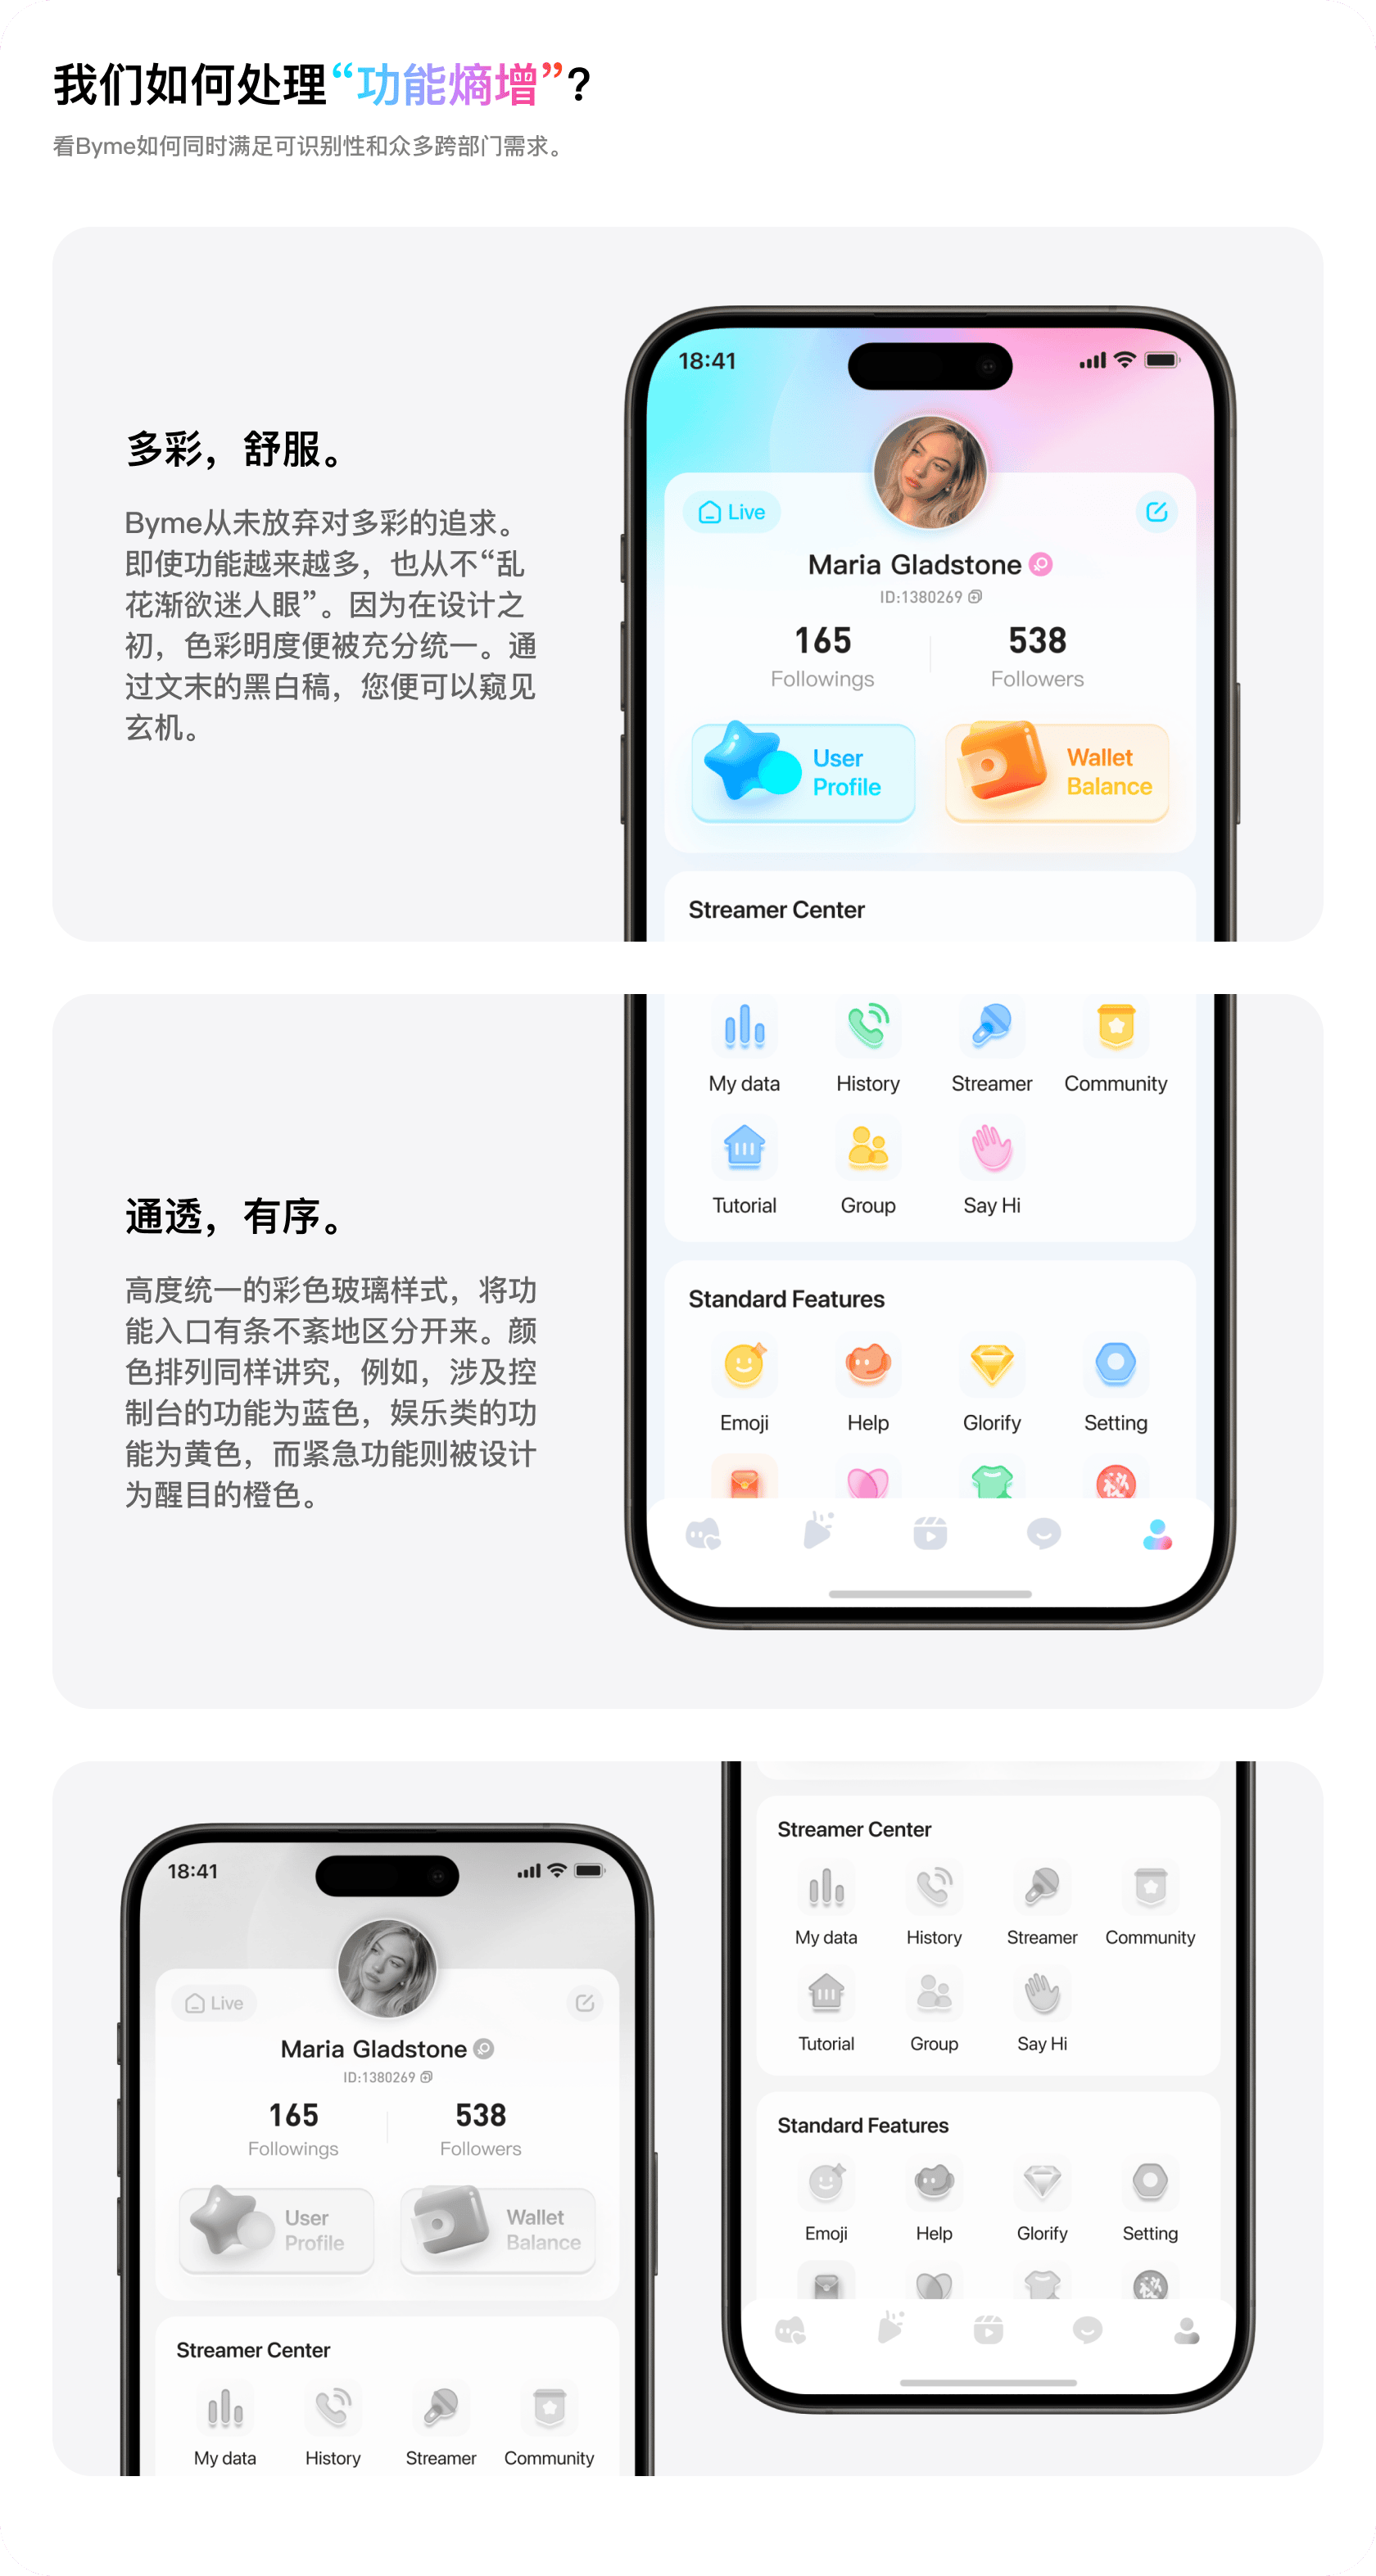 我们如何处理“功能熵增”?
看Byme如何同时满足可识别性和众多跨部门需求。
多彩，舒服。
Byme从未放弃对多彩的追求。
即使功能越来越多，也从不“乱
花渐欲迷人眼”。因为在设计之
初，色彩明度便被充分统一。通
过文末的黑白稿，您便可以窥见
玄机。
18:41
Live
Maria Gladstone
ID:1380269
165
538
Followings
Followers
User
Profile
Wallet
Balance
Streamer Center
My data
History
Streamer
Community
Tutorial
Group
Say Hi
通透，有序。
高度统一的彩色玻璃样式，将功
能入口有条不紊地区分开来。颜
色排列同样讲究，例如，涉及控
制台的功能为蓝色，娱乐类的功
能为黄色，而紧急功能则被设计
为醒目的橙色。
Standard Features
Emoji
Help
Glorify
Setting
秘
18:41
Live
Maria Gladstone
ID:1380269
165
538
Followings
Followers
User
Profile
Wallet
Balance
Streamer Center
My data
History
Streamer
Community
Streamer Center
My data
History
Streamer
Community
Tutorial
Group
Say Hi
Standard Features
Emoji
Help
Glorify
Setting
秘